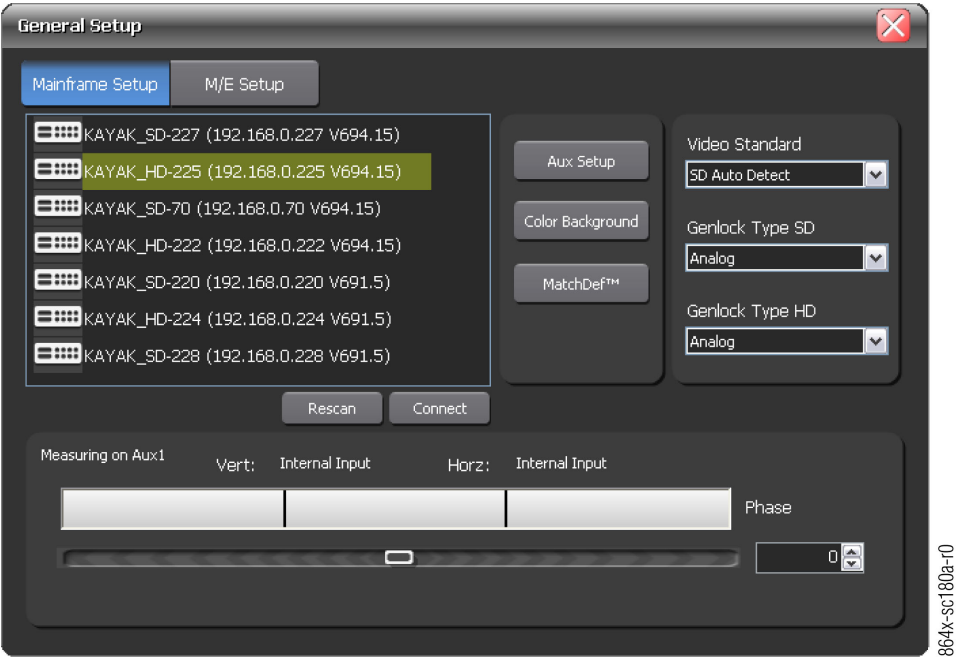 General Setup
Mainframe Setup
M/E Setup
KAYAK_SD-227 (192.168.0.227 V694.15)
KAYAK_HD-225 (192.168.0.225 V694.15)
KAYAK_SD-70 (192.168.0.70 V694.15)
KAYAK_HD-222 (192.168.0.222 V694.15)
KAYAK_SD-220 (192.168.0.220 V691.5)
KAYAK_HD-224 (192.168.0.224 V691.5)
KAYAK_SD-228 (192.168.0.228 V691.5)
Rescan
Connect
Aux Setup
Color Background
MatchDef™
Video Standard
SD Auto Detect
Genlock Type SD
Analog
Genlock Type HD
Analog
Measuring on Aux1
Vert:
Internal Input
Horz:
Internal Input
Phase
0
864x-sc180a-r0